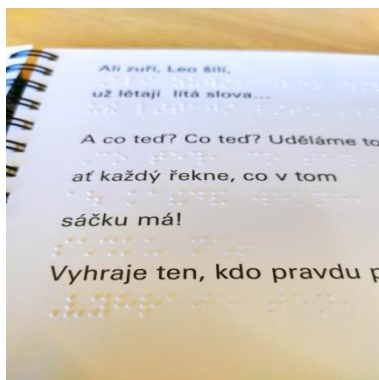 Ali zuří, Leo šílí,
už létají lítá slova...
A co teď? Co teď? Uděláme to
ať každý řekne, co v tom
sáčku má!
Vyhraje ten, kdo pravdu